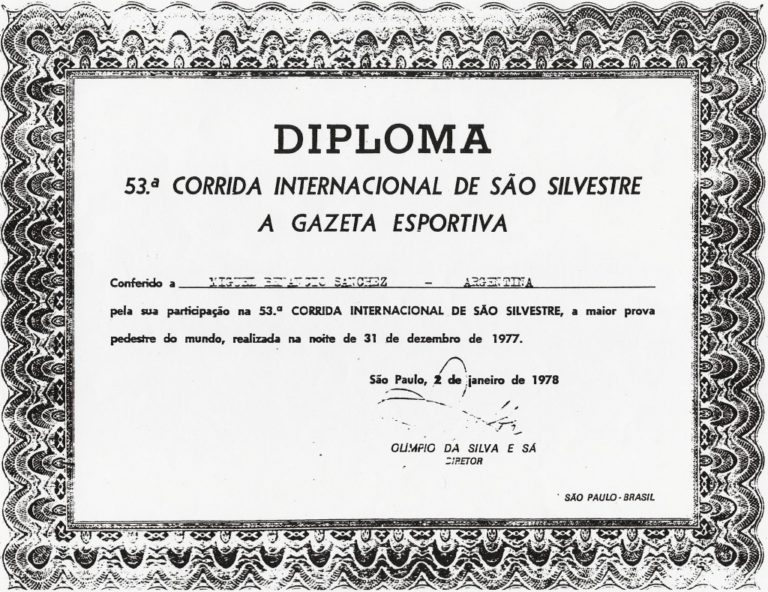 DIPLOMA
53.ª CORRIDA INTERNACIONAL DE SÃO SILVESTRE
A GAZETA ESPORTIVA
Conferido a MIGUEL BENANCIO SANCHEZ - ARGENTINA
pela sua participação na 53.ª CORRIDA INTERNACIONAL DE SÃO SILVESTRE, a maior prova
pedestre do mundo, realizada na noite de 31 de dezembro de 1977.
São Paulo, 2 de janeiro de 1978
OLIMPIO DA SILVA E SÁ
DIRETOR
SÃO PAULO - BRASIL